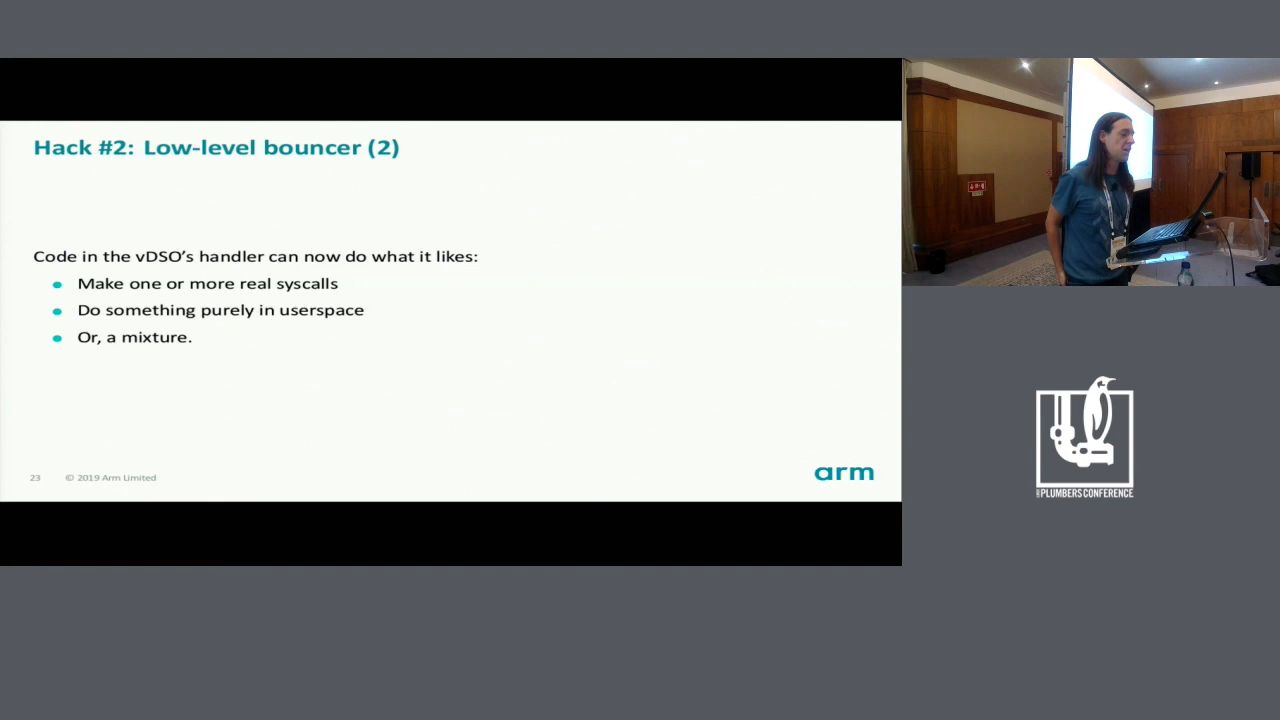 Hack #2: Low-level bouncer (2)
Code in the vDSO's handler can now do what it likes:
Make one or more real syscalls
Do something purely in userspace
Or, a mixture.
23 © 2019 Arm Limited
arm
PLUMBERS CONFERENCE